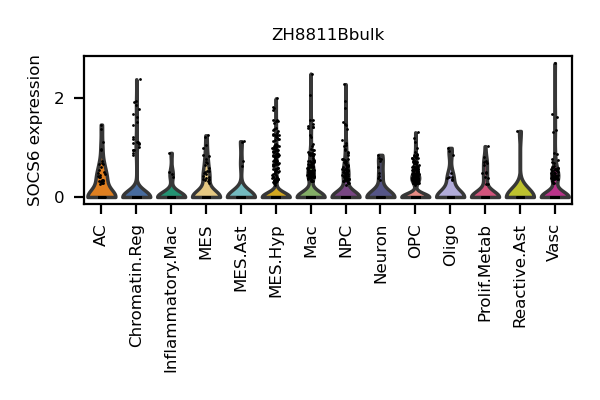 ZH8811Bbulk
SOCS6 expression
2
0
AC
Chromatin.Reg
Inflammatory.Mac
MES
MES.Ast
MES.Hyp
Mac
NPC
Neuron
OPC
Oligo
Prolif.Metab
Reactive.Ast
Vasc